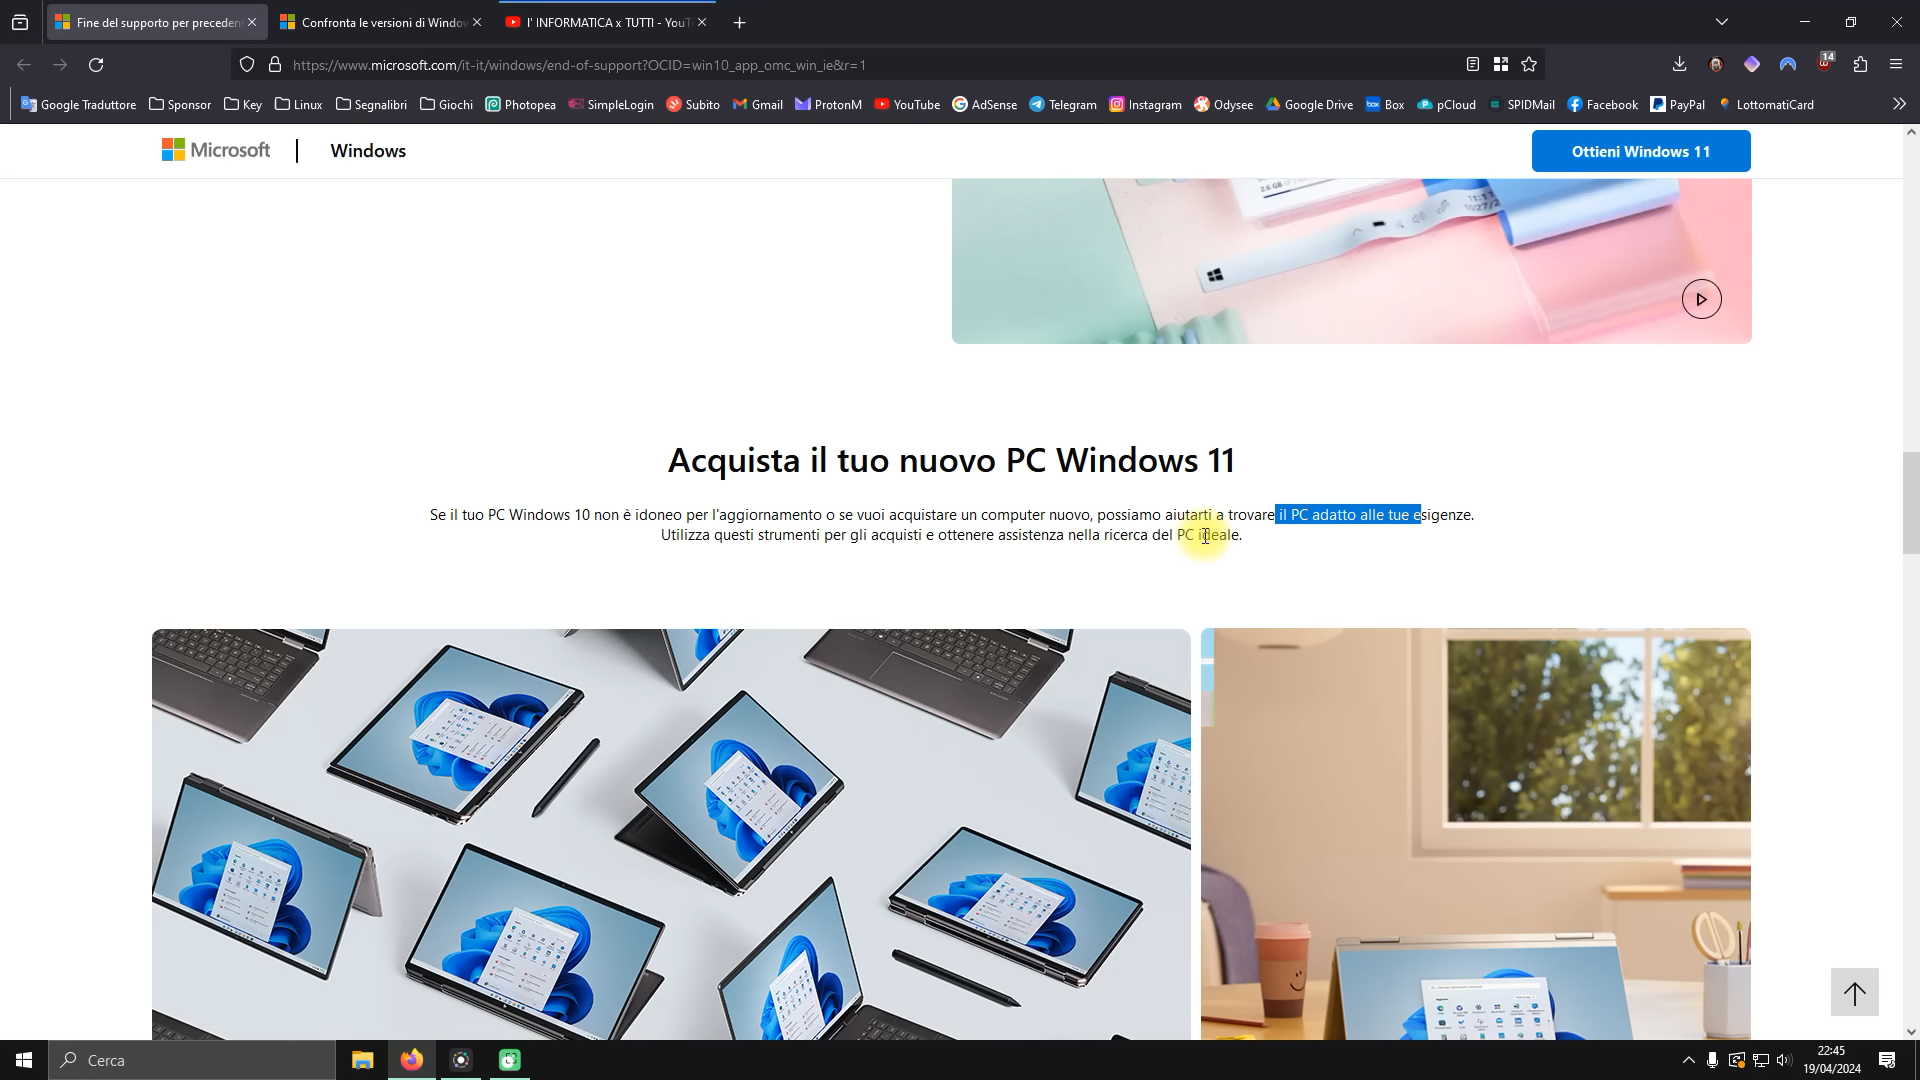 Fine del supporto per preceden
Confronta le versioni di Windo
I' INFORMATICA x TUTTI - YouT
https://www.microsoft.com/it-it/windows/end-of-support?OCID=win10_app_omc_win_ie&r=1
14
Google Traduttore
Sponsor
Key
Linux
Segnalibri
Giochi
Photopea
SimpleLogin
Subito
Gmail
ProtonM
YouTube
AdSense
Telegram
Instagram
Odysee
Google Drive
Box
pCloud
SPIDMail
Facebook
PayPal
LottomatiCard
Microsoft
Windows
Ottieni Windows 11
Acquista il tuo nuovo PC Windows 11
Se il tuo PC Windows 10 non è idoneo per l'aggiornamento o se vuoi acquistare un computer nuovo, possiamo aiutarti a trovare il PC adatto alle tue esigenze.
Utilizza questi strumenti per gli acquisti e ottenere assistenza nella ricerca del PC ideale.
Cerca
22:45
19/04/2024